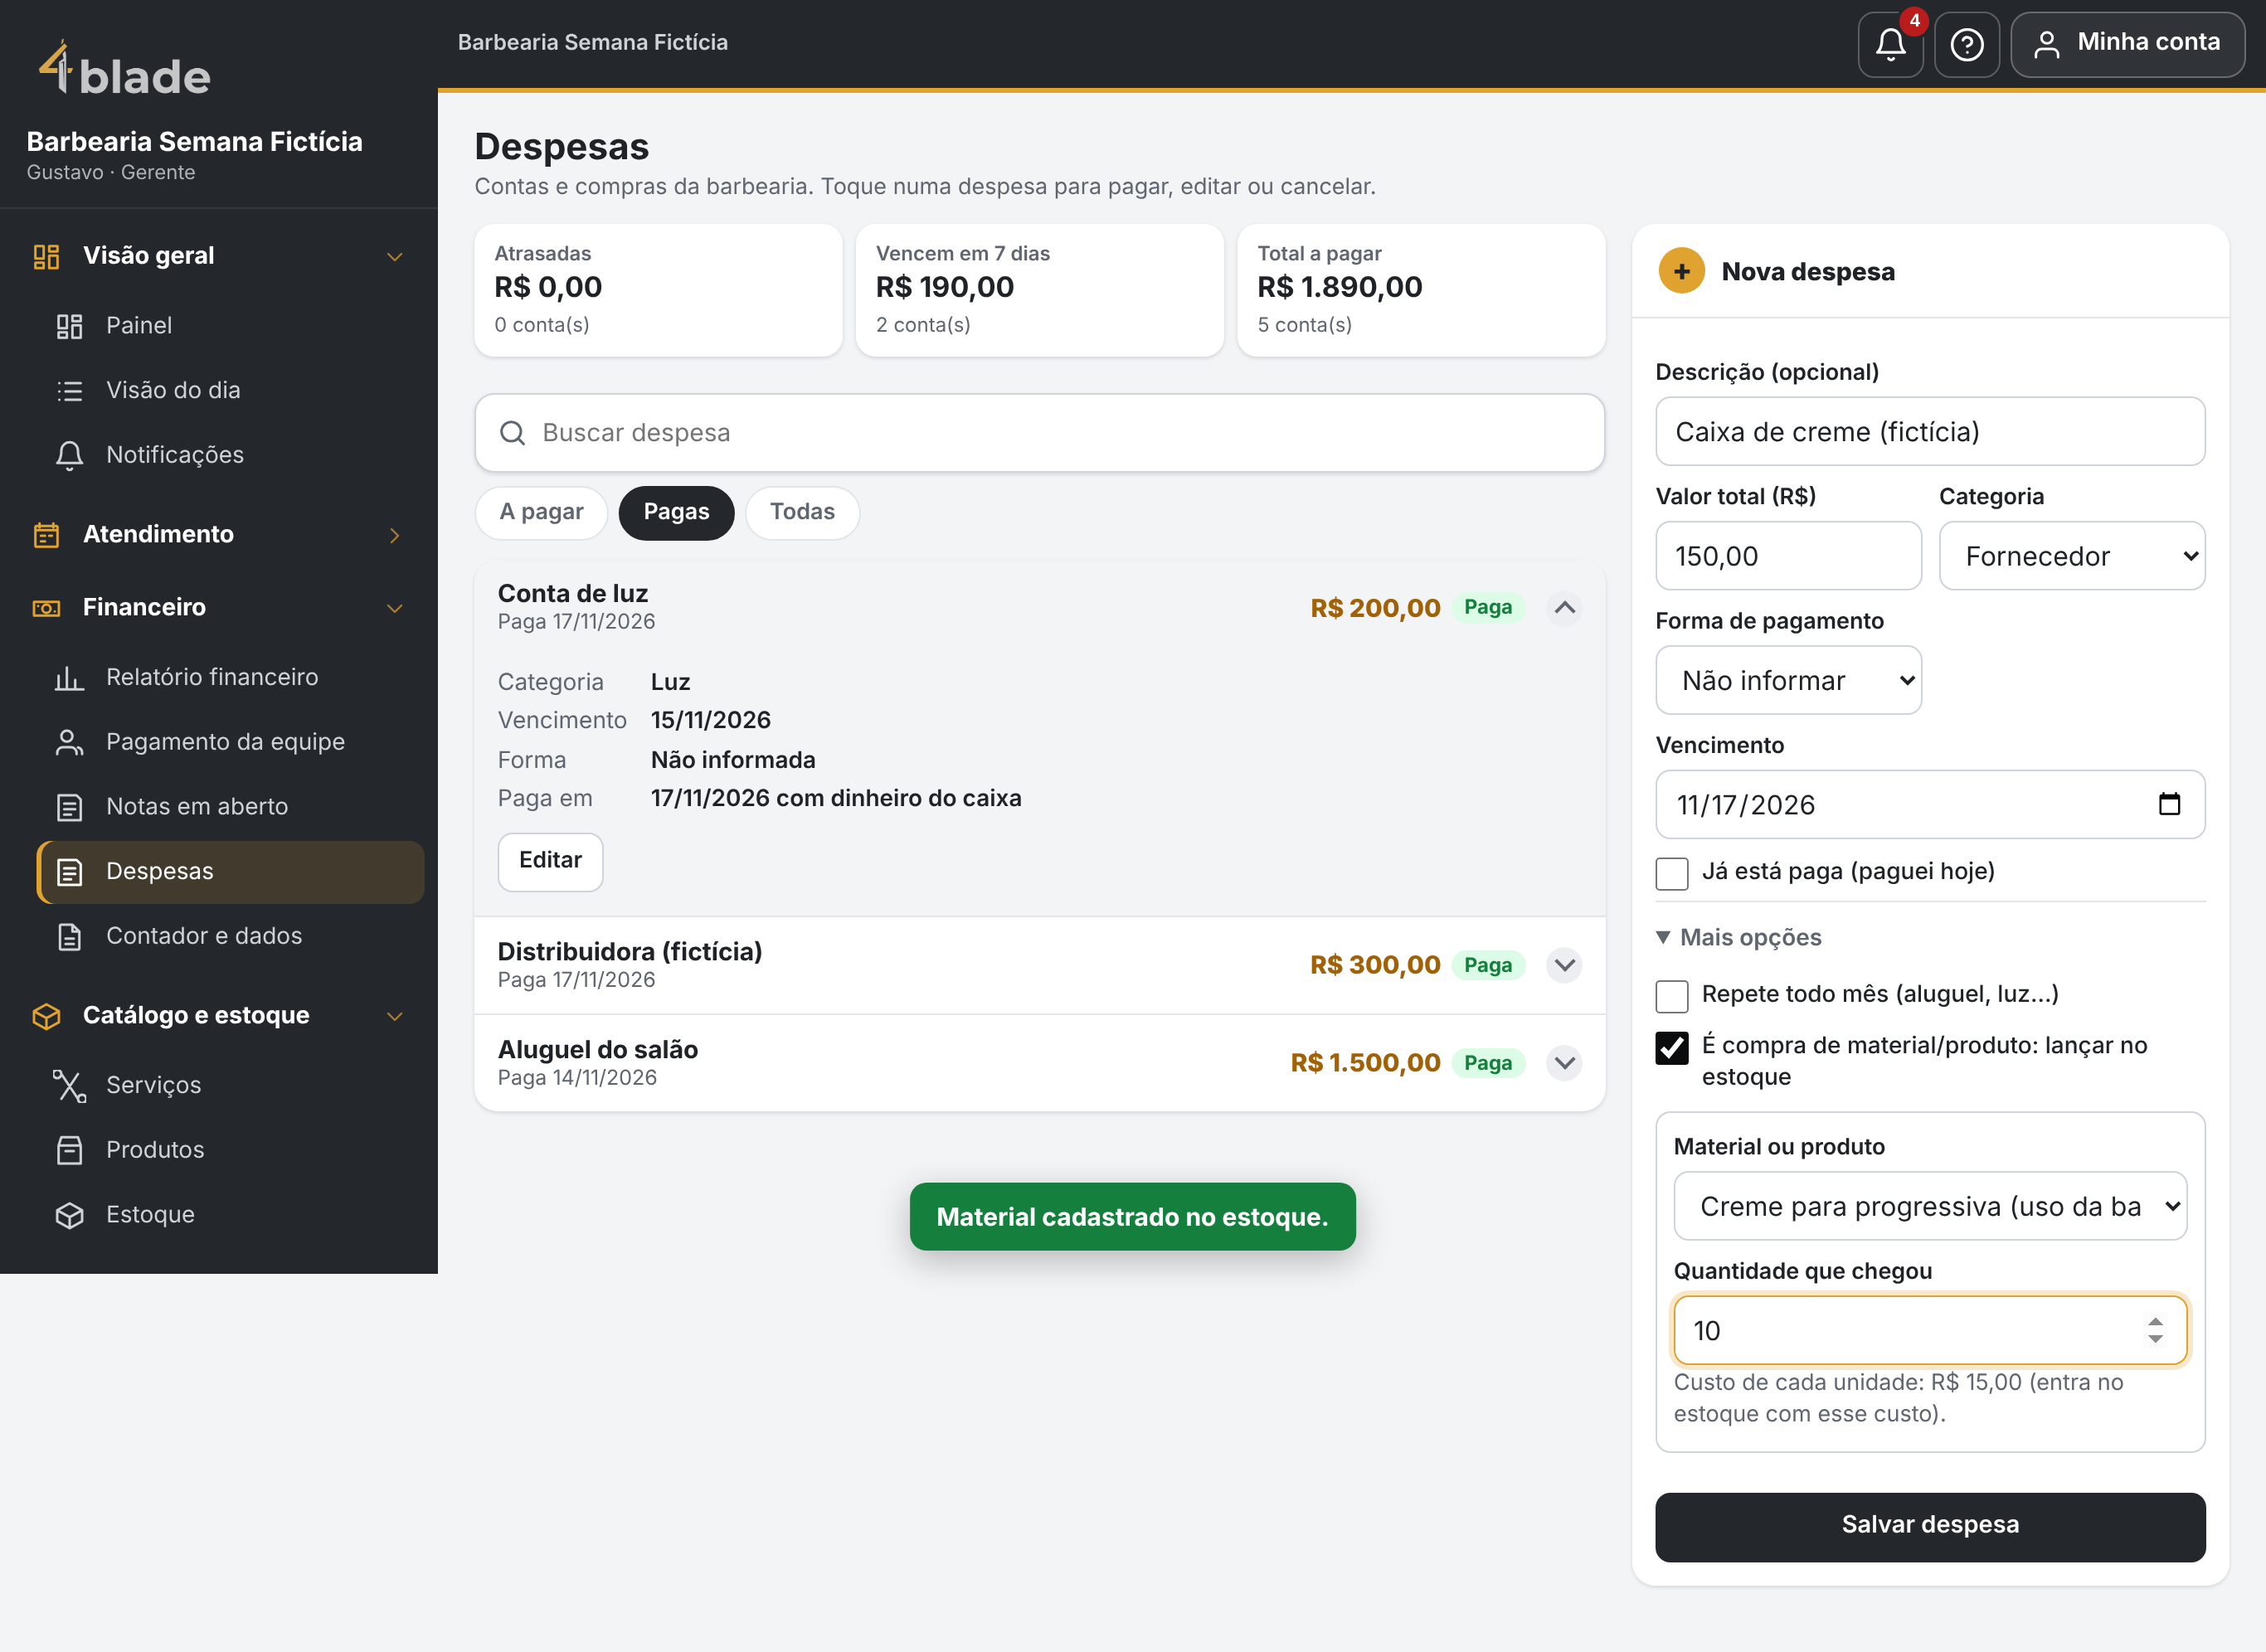 4blade
Barbearia Semana Fictícia
Gustavo · Gerente
Visão geral
Painel
Visão do dia
Notificações
Atendimento
Financeiro
Relatório financeiro
Pagamento da equipe
Notas em aberto
Despesas
Contador e dados
Catálogo e estoque
Serviços
Produtos
Estoque
Barbearia Semana Fictícia
4
Minha conta
Despesas
Contas e compras da barbearia. Toque numa despesa para pagar, editar ou cancelar.
Atrasadas
R$ 0,00
0 conta(s)
Vencem em 7 dias
R$ 190,00
2 conta(s)
Total a pagar
R$ 1.890,00
5 conta(s)
Buscar despesa
A pagar Pagas Todas
Conta de luz
Paga 17/11/2026
R$ 200,00 Paga
Categoria Luz
Vencimento 15/11/2026
Forma Não informada
Paga em 17/11/2026 com dinheiro do caixa
Editar
Distribuidora (fictícia)
Paga 17/11/2026
R$ 300,00 Paga
Aluguel do salão
Paga 14/11/2026
R$ 1.500,00 Paga
Material cadastrado no estoque.
+ Nova despesa
Descrição (opcional)
Caixa de creme (fictícia)
Valor total (R$) Categoria
150,00 Fornecedor
Forma de pagamento
Não informar
Vencimento
11/17/2026
Já está paga (paguei hoje)
Mais opções
Repete todo mês (aluguel, luz...)
É compra de material/produto: lançar no
estoque
Material ou produto
Creme para progressiva (uso da ba
Quantidade que chegou
10
Custo de cada unidade: R$ 15,00 (entra no
estoque com esse custo).
Salvar despesa